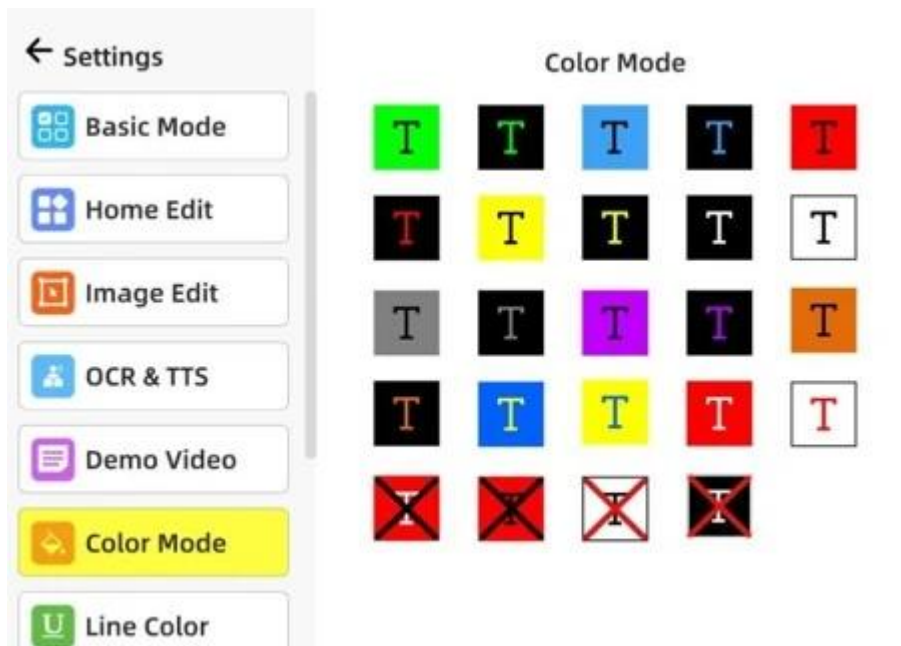 Settings
Color Mode
Basic Mode
Home Edit
Image Edit
OCR & TTS
Demo Video
Color Mode
U Line Color
T T T T T
T T T T T
T T T T T
T T T T T
T T T T